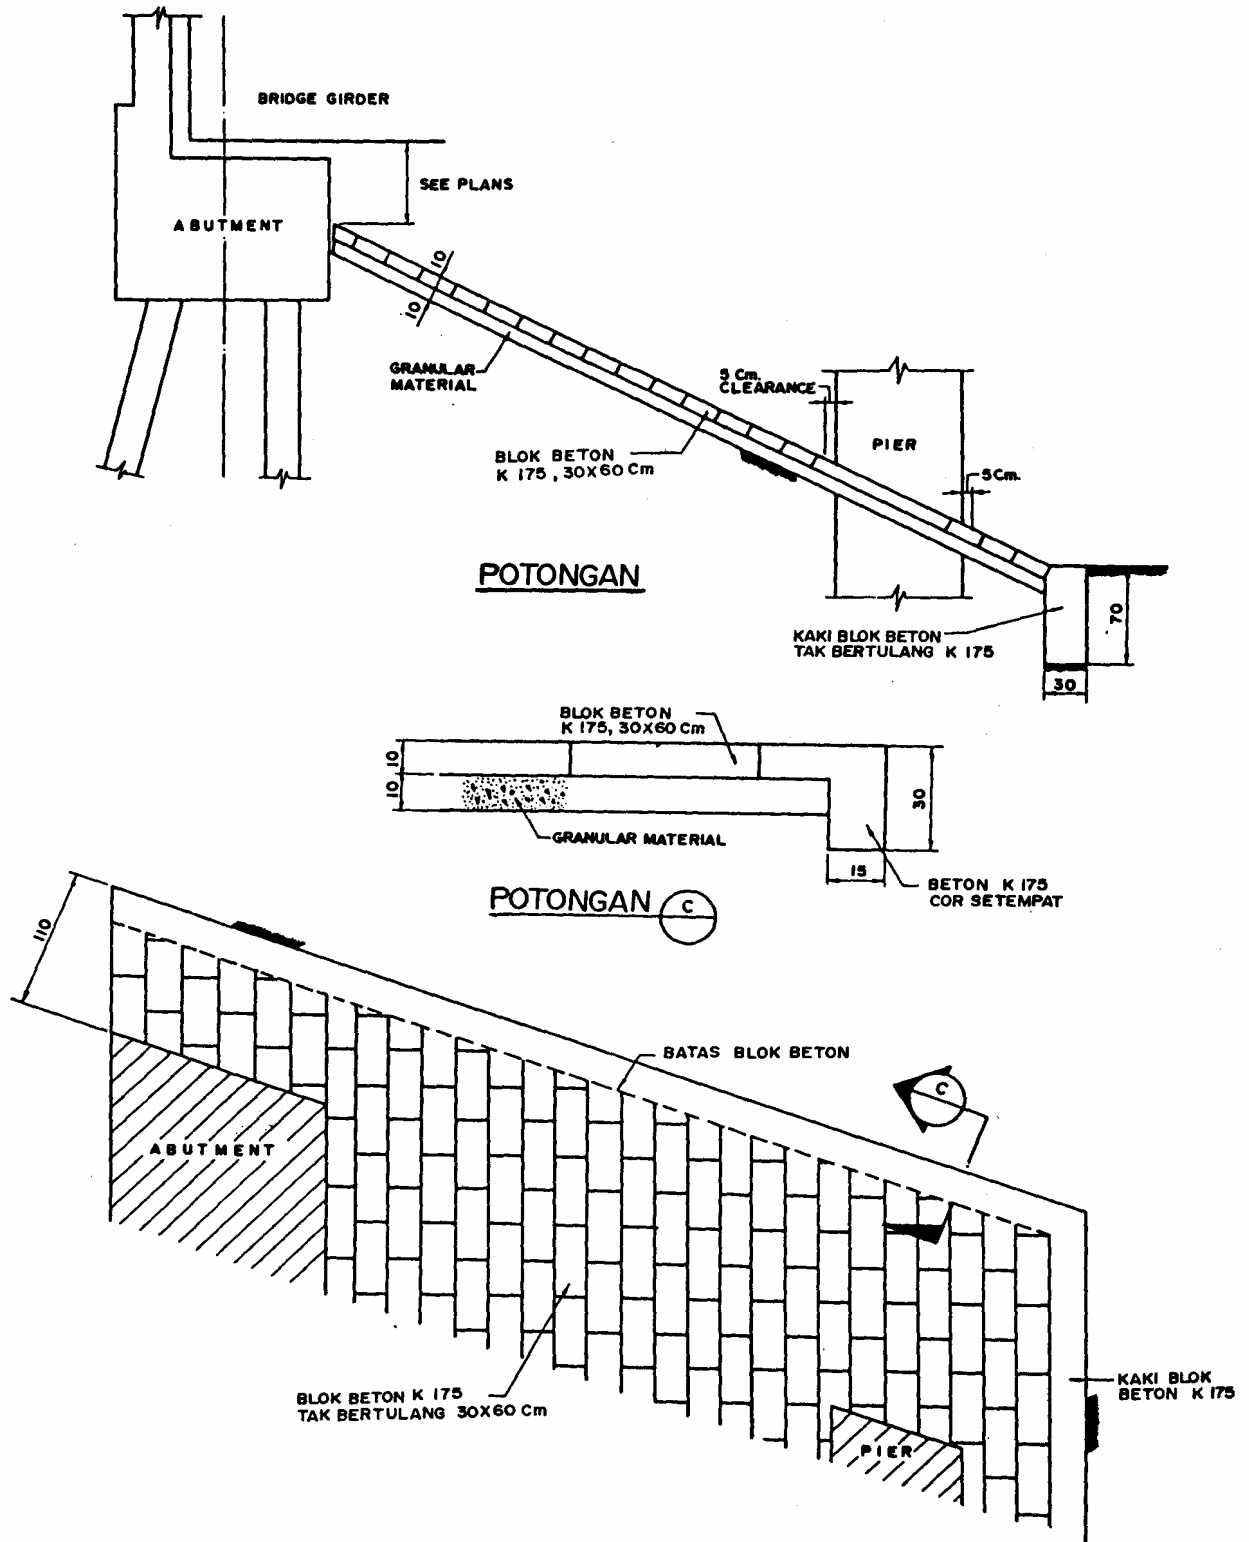 BRIDGE GIRDER
SEE PLANS
ABUTMENT
10
10
GRANULAR
MATERIAL
5 Cm.
CLEARANCE
PIER
BLOK BETON
K 175, 30X60 Cm
5 Cm.
POTONGAN
KAKI BLOK BETON
TAK BERTULANG K 175
70
30
BLOK BETON
K 175, 30X60 Cm
10
10
30
GRANULAR MATERIAL
15
BETON K 175
COR SETEMPAT
POTONGAN C
110
BATAS BLOK BETON
C
ABUTMENT
BLOK BETON K 175
TAK BERTULANG 30X60 Cm
KAKI BLOK
BETON K 175
PIER